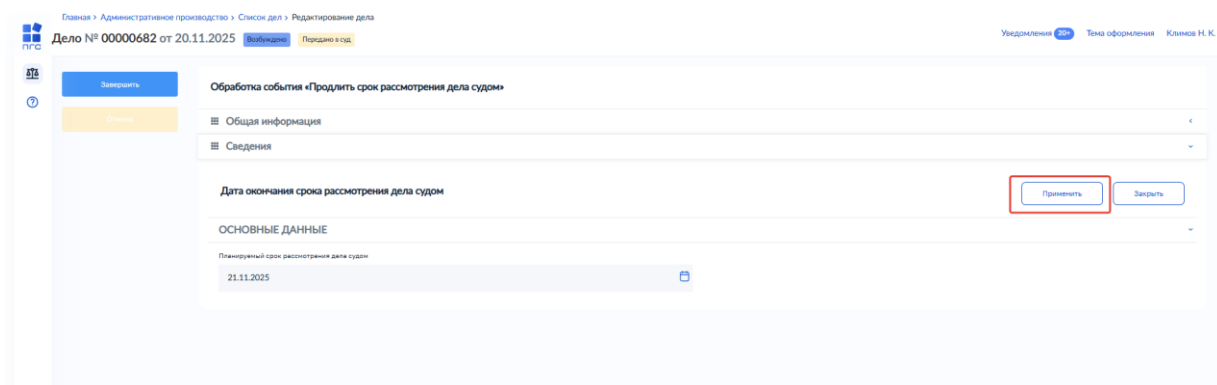 Главная › Административное производство › Список дел › Редактирование дела
ПГС
Дело № 00000682 от 20.11.2025 Возбуждено Передано в суд
Уведомления 20+ Тема оформления Климов Н. К.
Завершить
Отмена
Обработка события «Продлить срок рассмотрения дела судом»
Общая информация
Сведения
Дата окончания срока рассмотрения дела судом
Применить Закрыть
ОСНОВНЫЕ ДАННЫЕ
Планируемый срок рассмотрения дела судом
21.11.2025